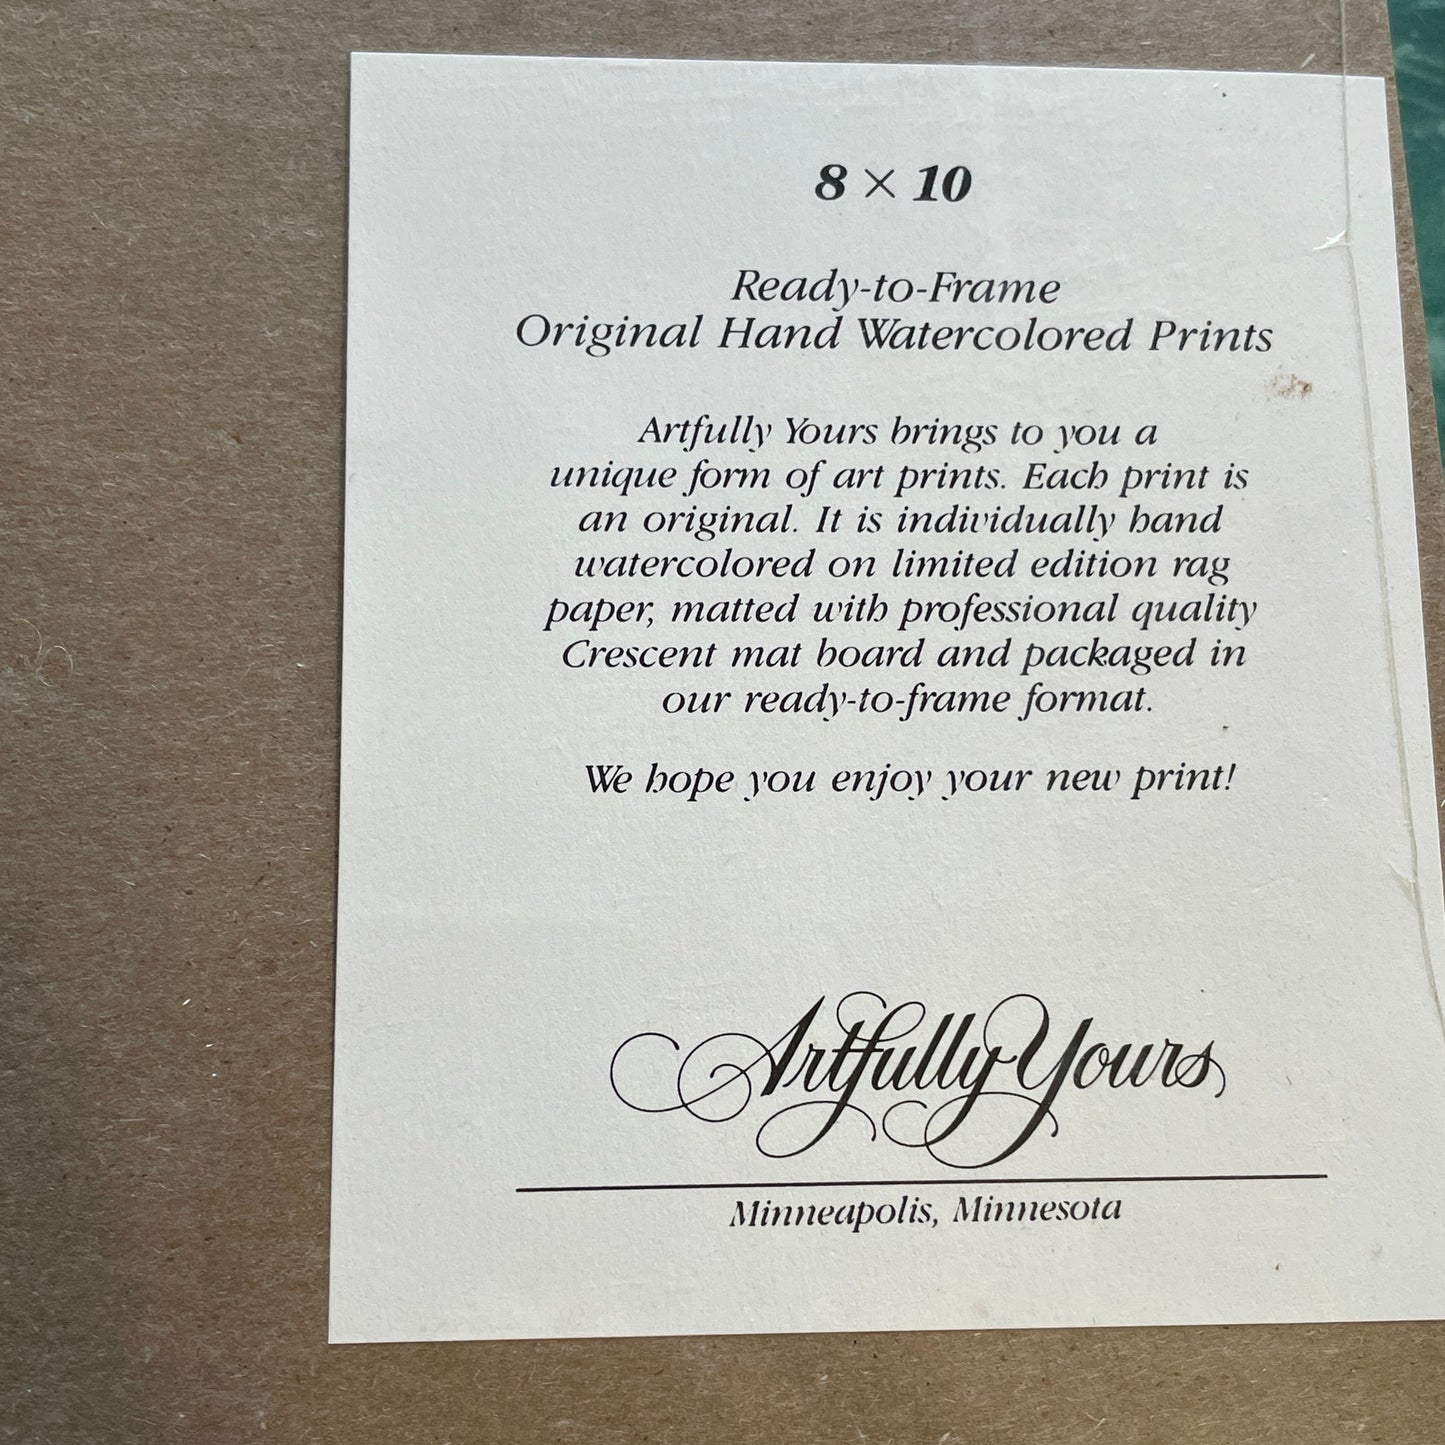 8 × 10
Ready-to-Frame
Original Hand Watercolored Prints
Artfully Yours brings to you a
unique form of art prints. Each print is
an original. It is individually hand
watercolored on limited edition rag
paper, matted with professional quality
Crescent mat board and packaged in
our ready-to-frame format.
We hope you enjoy your new print!
Artfully Yours
Minneapolis, Minnesota